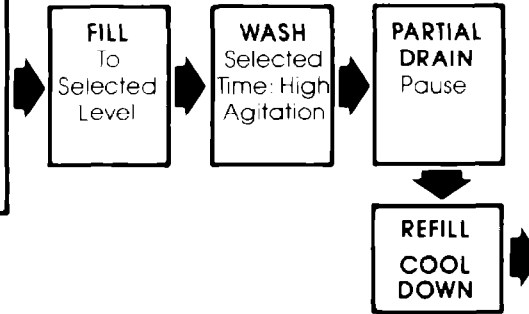 FILL
To
Selected
Level
WASH
Selected
Time: High
Agitation
PARTIAL
DRAIN
Pause
REFILL
COOL
DOWN